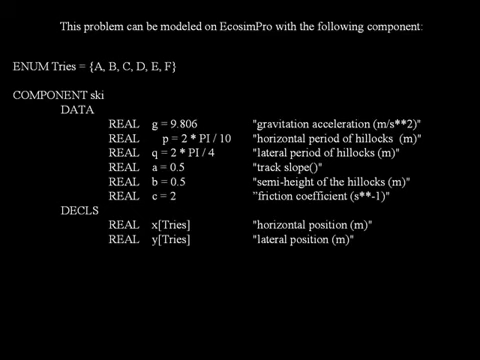 This problem can be modeled on EcosimPro with the following component:
ENUM Tries = {A, B, C, D, E, F}
COMPONENT ski
DATA
REAL g = 9.806 "gravitation acceleration (m/s**2)"
REAL p = 2 * PI / 10 "horizontal period of hillocks (m)"
REAL q = 2 * PI / 4 "lateral period of hillocks (m)"
REAL a = 0.5 "track slope()"
REAL b = 0.5 "semi-height of the hillocks (m)"
REAL c = 2 "friction coefficient (s**-1)"
DECLS
REAL x[Tries] "horizontal position (m)"
REAL y[Tries] "lateral position (m)"